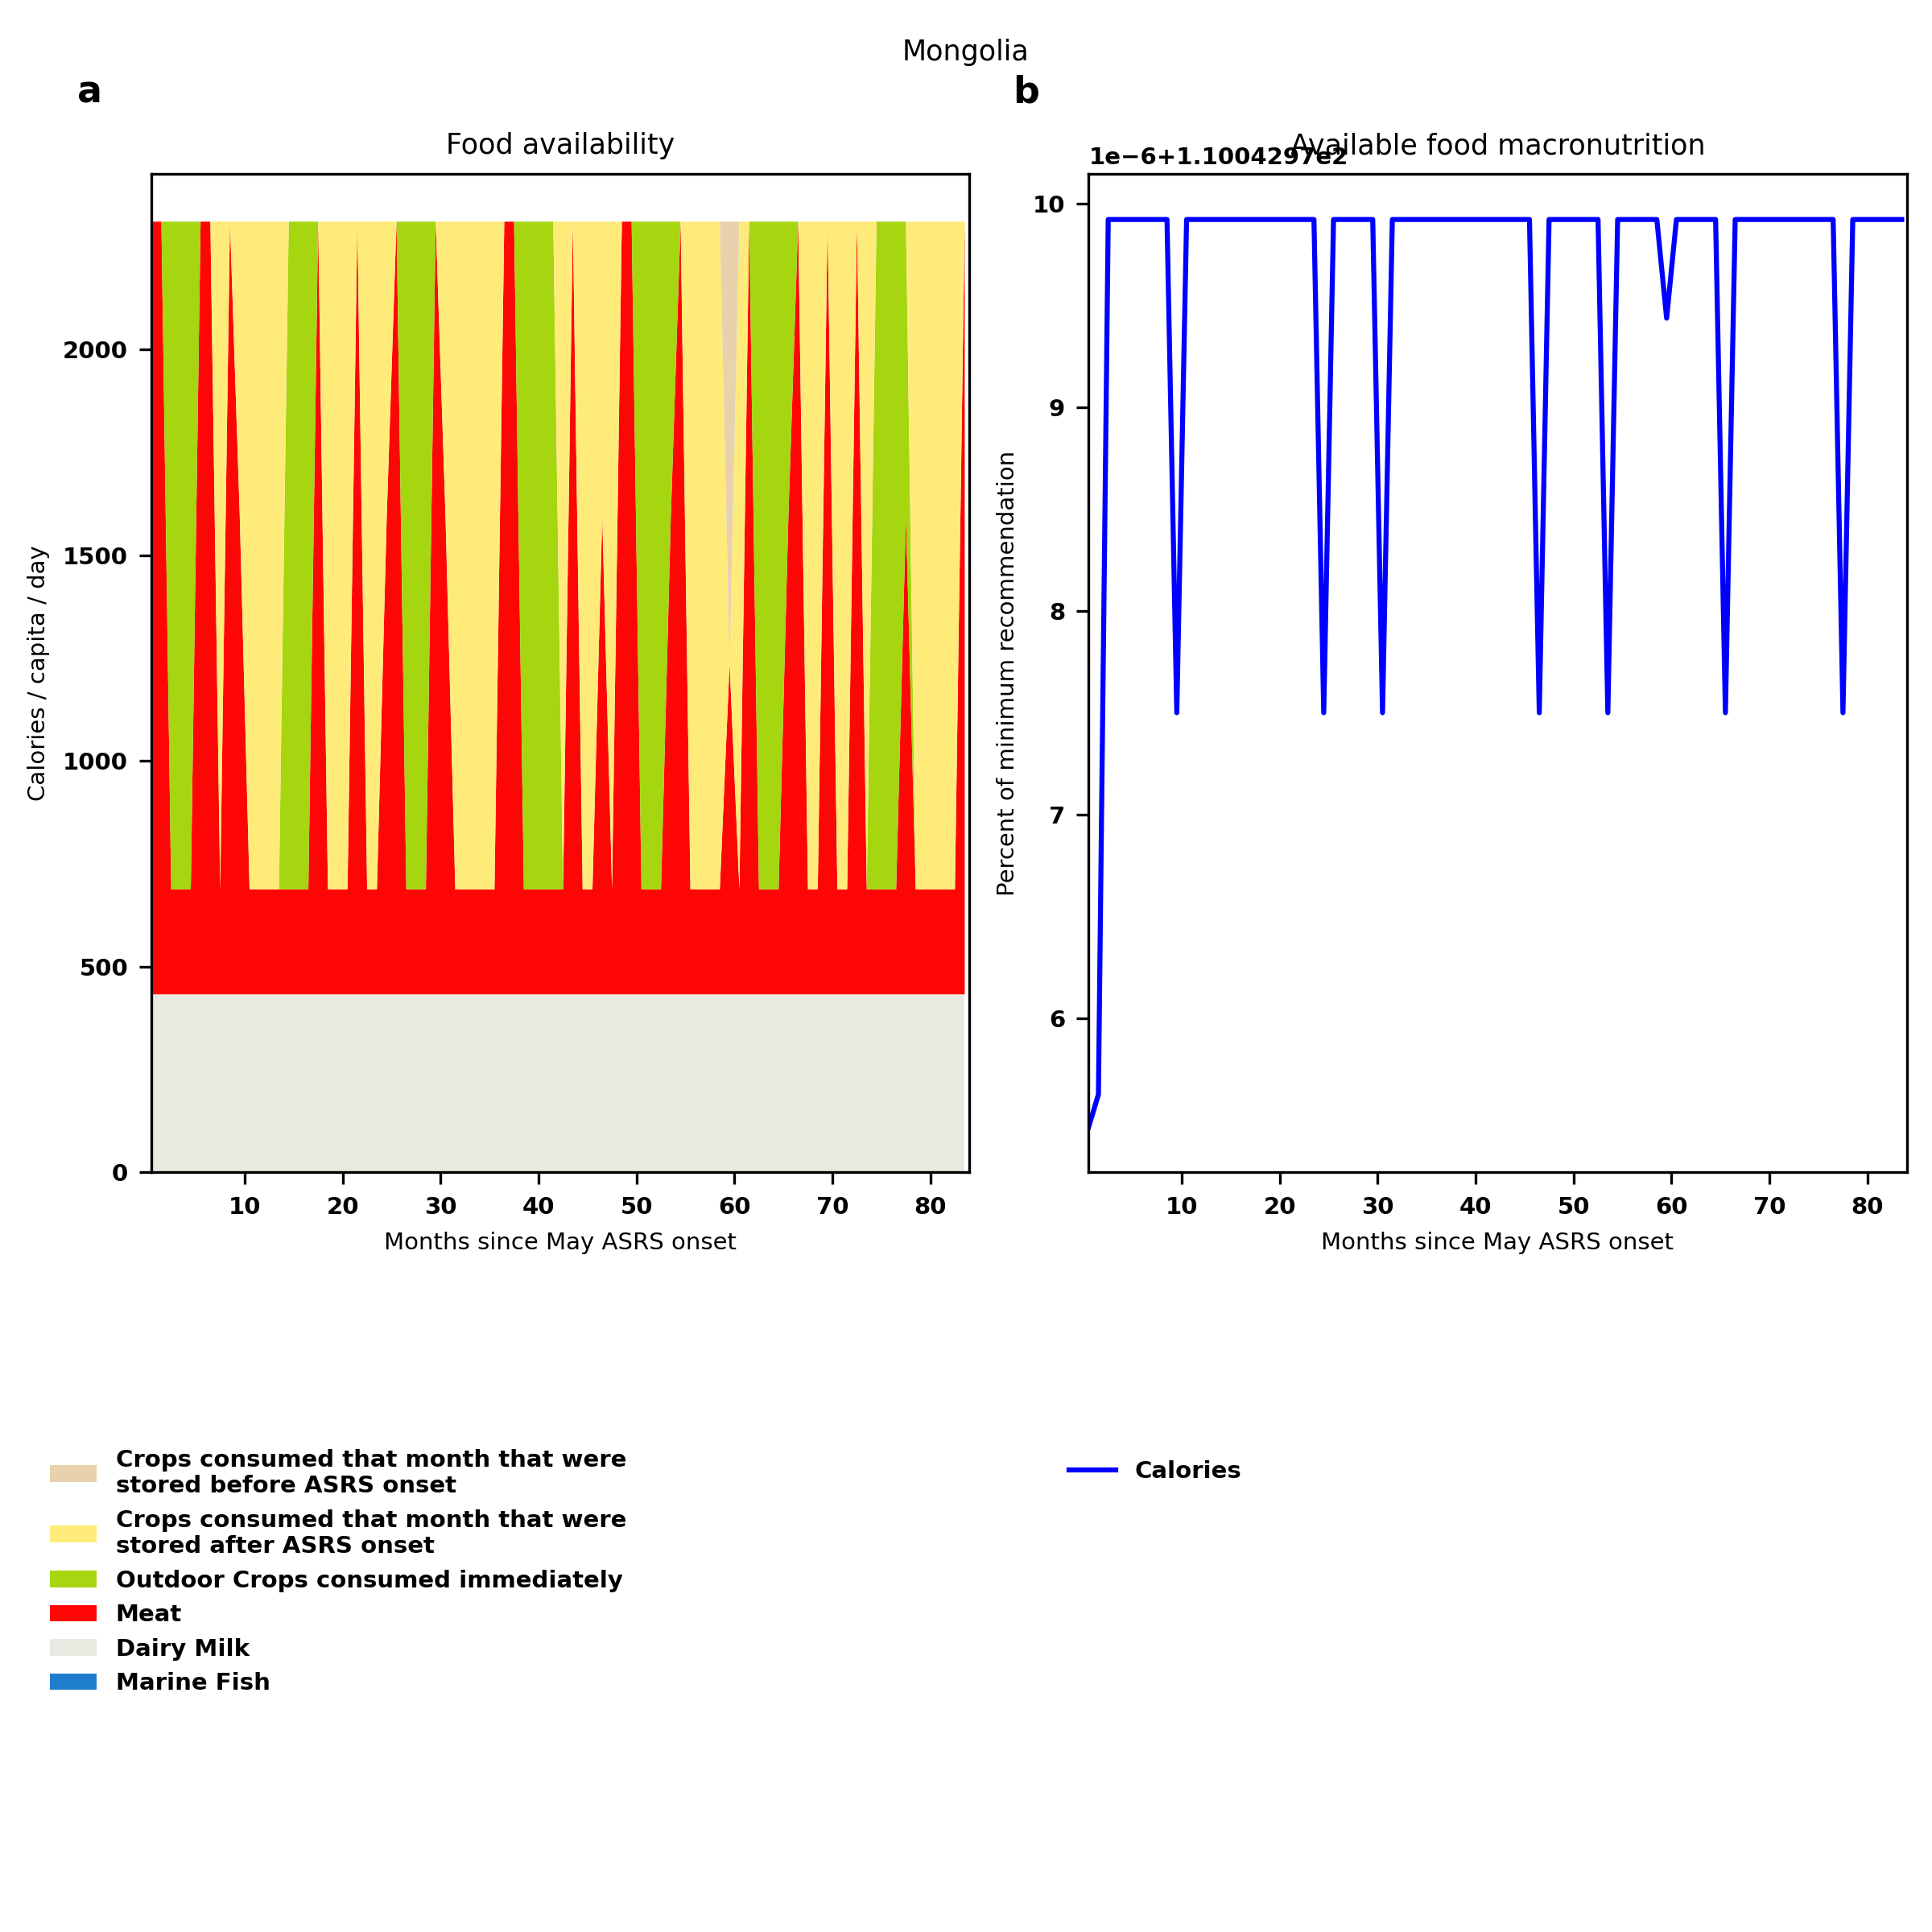 Mongolia
a
Food availability
2000
1500
1000
500
0
Calories / capita / day
10 20 30 40 50 60 70 80
Months since May ASRS onset
b
Available food macronutrition
1e−6+1.1004297e2
10
9
8
7
6
Percent of minimum recommendation
10 20 30 40 50 60 70 80
Months since May ASRS onset
Crops consumed that month that were
stored before ASRS onset
Crops consumed that month that were
stored after ASRS onset
Outdoor Crops consumed immediately
Meat
Dairy Milk
Marine Fish
Calories